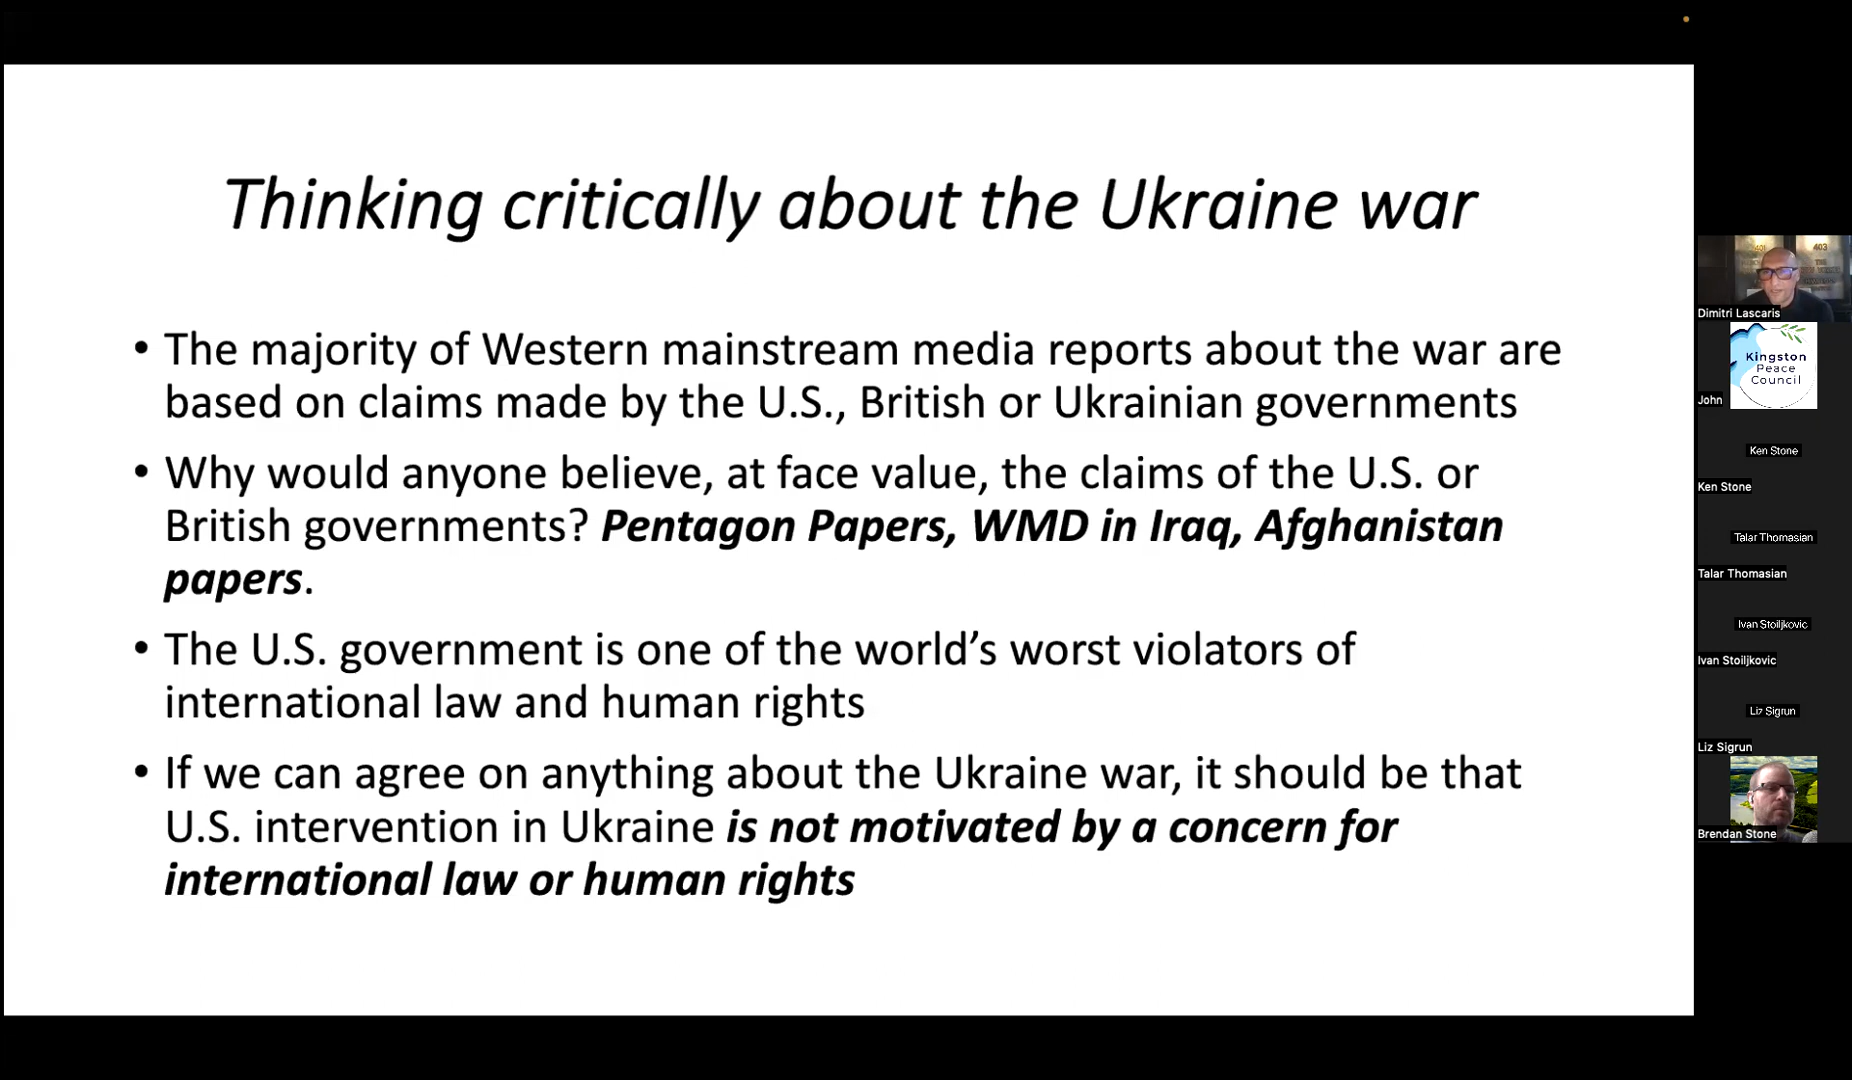 Thinking critically about the Ukraine war
• The majority of Western mainstream media reports about the war are
based on claims made by the U.S., British or Ukrainian governments
• Why would anyone believe, at face value, the claims of the U.S. or
British governments? Pentagon Papers, WMD in Iraq, Afghanistan
papers.
• The U.S. government is one of the world’s worst violators of
international law and human rights
• If we can agree on anything about the Ukraine war, it should be that
U.S. intervention in Ukraine is not motivated by a concern for
international law or human rights
403
Dimitri Lascaris
Kingston
Peace
Council
John
Ken Stone
Ken Stone
Talar Thomasian
Talar Thomasian
Ivan Stoiljkovic
Ivan Stoiljkovic
Liz Sigrun
Liz Sigrun
Brendan Stone